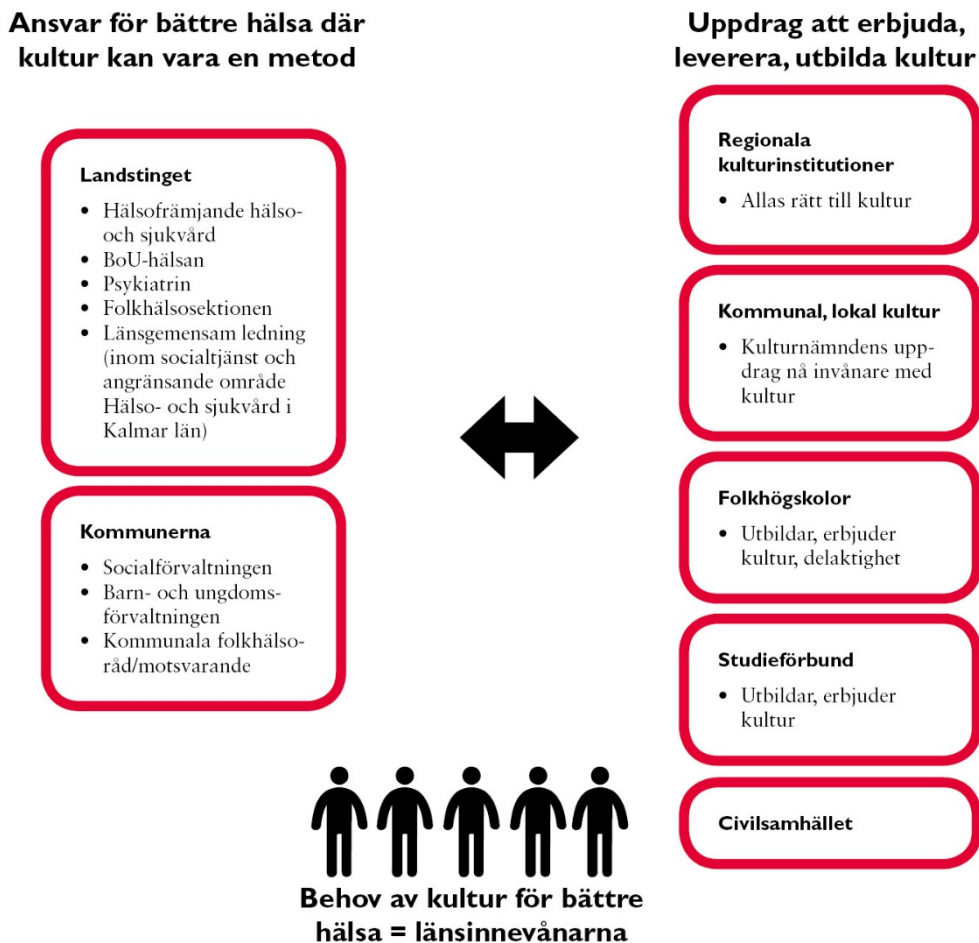 Ansvar för bättre hälsa där
kultur kan vara en metod
Landstinget
• Hälsofrämjande hälso-
och sjukvård
• BoU-hälsan
• Psykiatrin
• Folkhälsosektionen
• Länsgemensam ledning
(inom socialtjänst och
angränsande område
Hälso- och sjukvård i
Kalmar län)
Kommunerna
• Socialförvaltningen
• Barn- och ungdoms-
förvaltningen
• Kommunala folkhälso-
råd/motsvarande
Uppdrag att erbjuda,
leverera, utbilda kultur
Regionala
kulturinstitutioner
• Allas rätt till kultur
Kommunal, lokal kultur
• Kulturnämndens upp-
drag nå invånare med
kultur
Folkhögskolor
• Utbildar, erbjuder
kultur, delaktighet
Studieförbund
• Utbildar, erbjuder
kultur
Civilsamhället
Behov av kultur för bättre
hälsa = länsinnevånarna